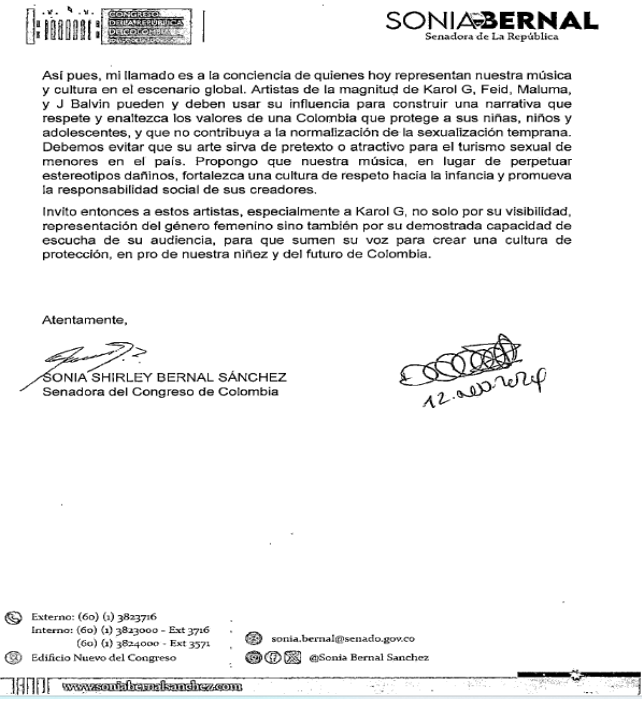 CONGRESO
DE LA REPÚBLICA
DE COLOMBIA
SONIA BERNAL
Senadora de La República
Así pues, mi llamado es a la conciencia de quienes hoy representan nuestra música
y cultura en el escenario global. Artistas de la magnitud de Karol G, Feid, Maluma,
y J Balvin pueden y deben usar su influencia para construir una narrativa que
respete y enaltezca los valores de una Colombia que protege a sus niñas, niños y
adolescentes, y que no contribuya a la normalización de la sexualización temprana.
Debemos evitar que su arte sirva de pretexto o atractivo para el turismo sexual de
menores en el país. Propongo que nuestra música, en lugar de perpetuar
estereotipos dañinos, fortalezca una cultura de respeto hacia la infancia y promueva
la responsabilidad social de sus creadores.
Invito entonces a estos artistas, especialmente a Karol G, no solo por su visibilidad,
representación del género femenino sino también por su demostrada capacidad de
escucha de su audiencia, para que sumen su voz para crear una cultura de
protección, en pro de nuestra niñez y del futuro de Colombia.
Atentamente,
SONIA SHIRLEY BERNAL SÁNCHEZ
Senadora del Congreso de Colombia
Externo: (60) (1) 3823716
Interno: (60) (1) 3823000 - Ext 3716
(60) (1) 3824000 - Ext 3571
Edificio Nuevo del Congreso
sonia.bernal@senado.gov.co
@Sonia Bernal Sanchez
www.soniabernalsanchez.com